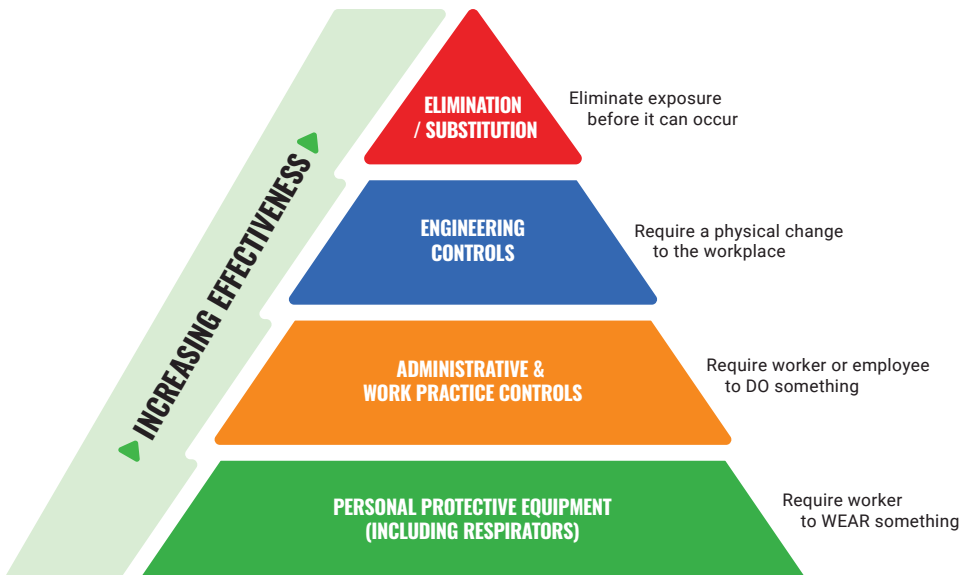 INCREASING EFFECTIVENESS
ELIMINATION
/ SUBSTITUTION
Eliminate exposure
before it can occur
ENGINEERING
CONTROLS
Require a physical change
to the workplace
ADMINISTRATIVE &
WORK PRACTICE CONTROLS
Require worker or employee
to DO something
PERSONAL PROTECTIVE EQUIPMENT
(INCLUDING RESPIRATORS)
Require worker
to WEAR something